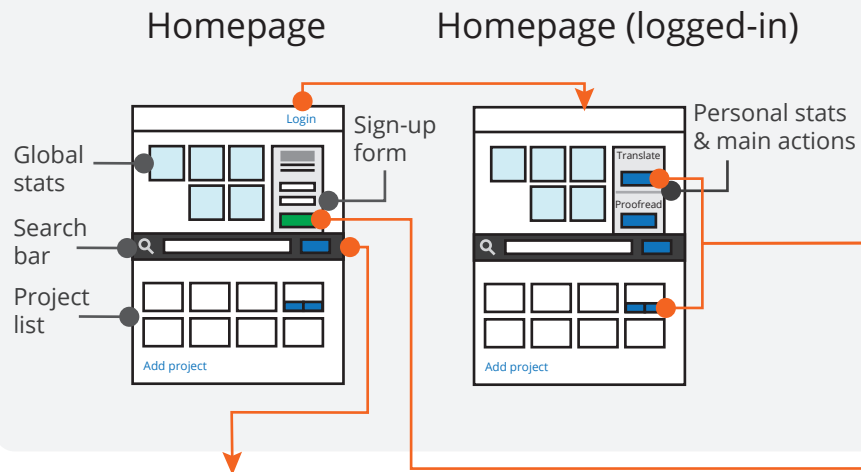 Homepage
Homepage (logged-in)
Login
Sign-up
form
Global
stats
Search
bar
Project
list
Add project
Personal stats
& main actions
Translate
Proofread
Add project